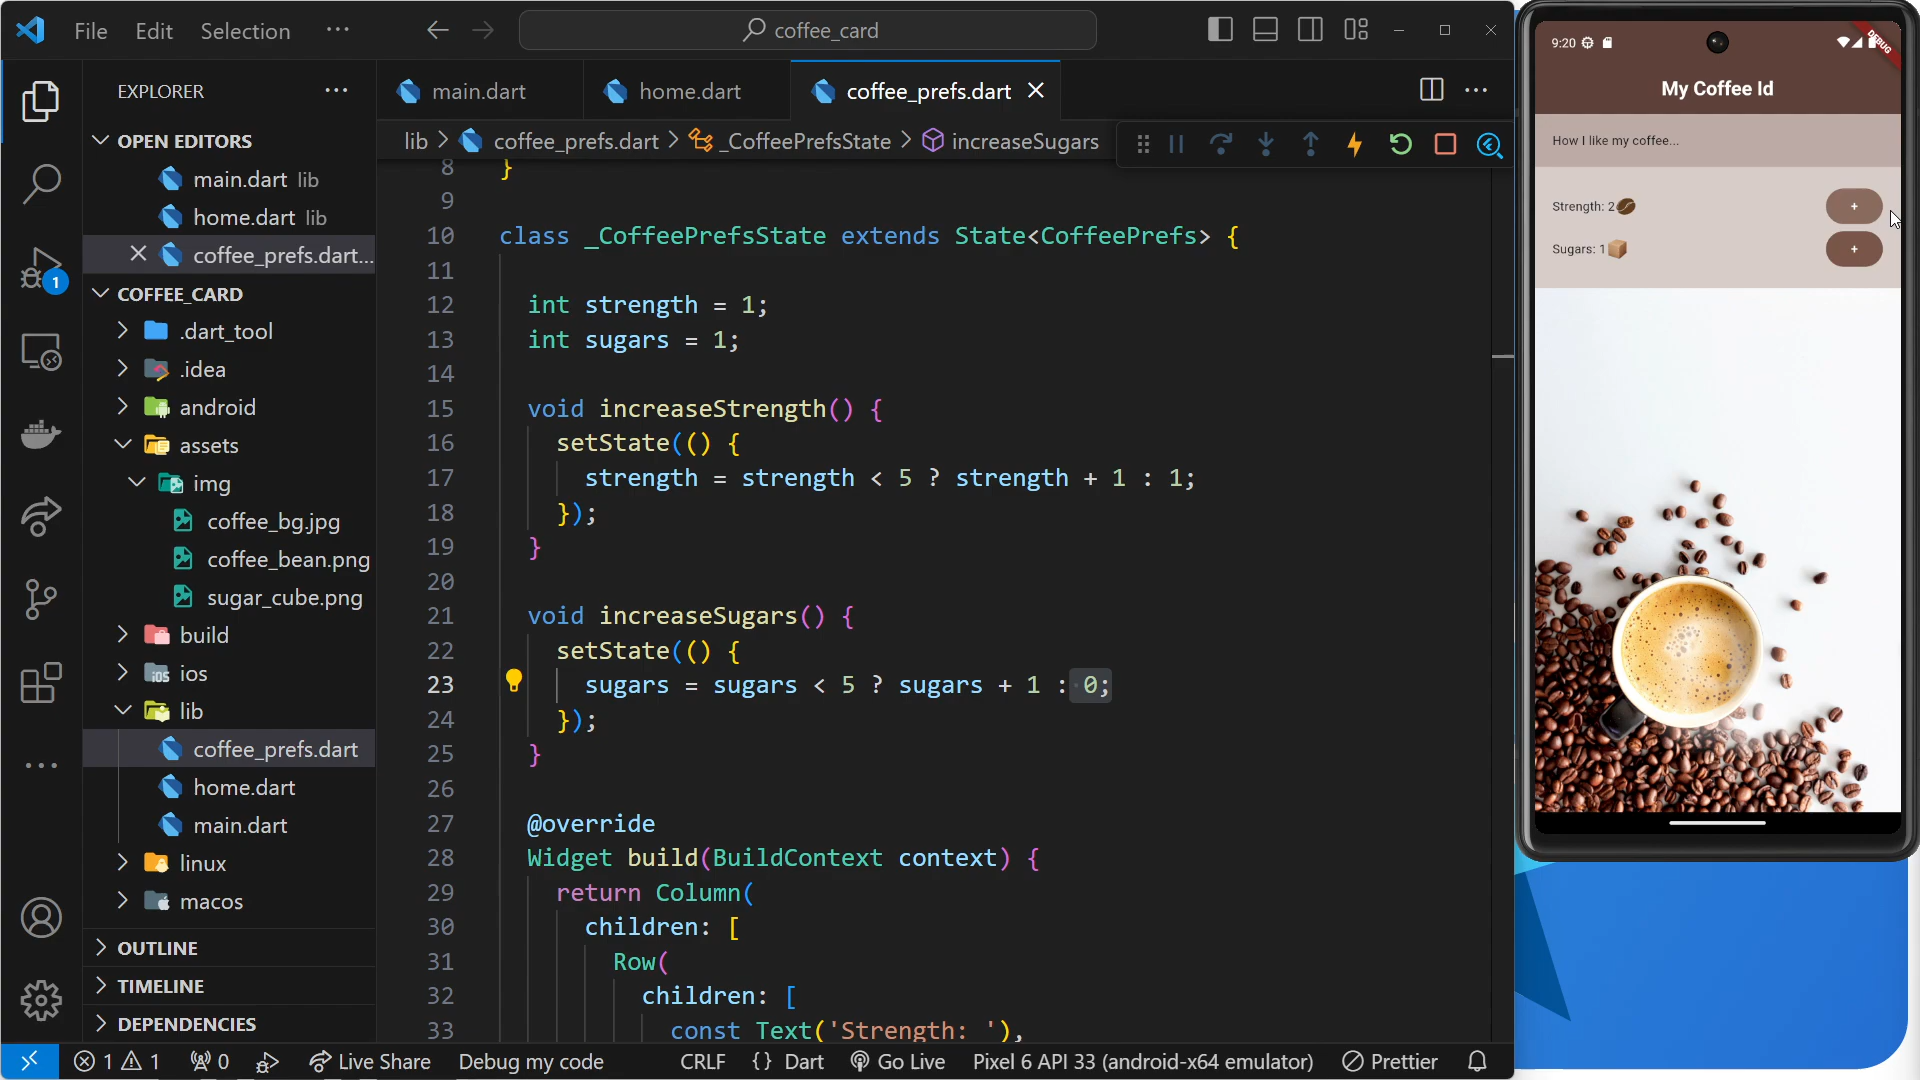 File Edit Selection ··· coffee_card
EXPLORER ···
OPEN EDITORS
main.dart lib
home.dart lib
coffee_prefs.dart...
COFFEE_CARD
.dart_tool
.idea
android
assets
img
coffee_bg.jpg
coffee_bean.png
sugar_cube.png
build
ios
lib
coffee_prefs.dart
home.dart
main.dart
linux
macos
OUTLINE
TIMELINE
DEPENDENCIES
1
main.dart home.dart coffee_prefs.dart
lib > coffee_prefs.dart > _CoffeePrefsState > increaseSugars
8 }
9
10 class _CoffeePrefsState extends State<CoffeePrefs> {
11
12 int strength = 1;
13 int sugars = 1;
14
15 void increaseStrength() {
16 setState(() {
17 strength = strength < 5 ? strength + 1 : 1;
18 });
19 }
20
21 void increaseSugars() {
22 setState(() {
23 sugars = sugars < 5 ? sugars + 1 : 0;
24 });
25 }
26
27 @override
28 Widget build(BuildContext context) {
29 return Column(
30 children: [
31 Row(
32 children: [
33 const Text('Strength: '),
1 1 0 Live Share Debug my code CRLF {} Dart Go Live Pixel 6 API 33 (android-x64 emulator) Prettier
9:20
DEBUG
My Coffee Id
How I like my coffee...
Strength: 2 +
Sugars: 1 +